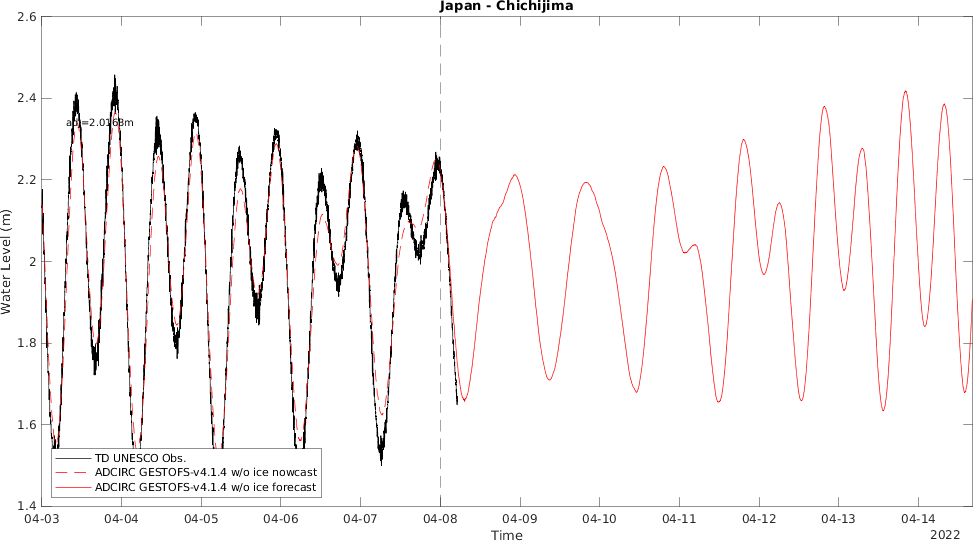 Japan - Chichijima
2.6
2.4
2.2
2
1.8
1.6
1.4
Water Level (m)
adj=2.0168m
TD UNESCO Obs.
ADCIRC GESTOFS-v4.1.4 w/o ice nowcast
ADCIRC GESTOFS-v4.1.4 w/o ice forecast
04-03 04-04 04-05 04-06 04-07 04-08 04-09 04-10 04-11 04-12 04-13 04-14
Time
2022